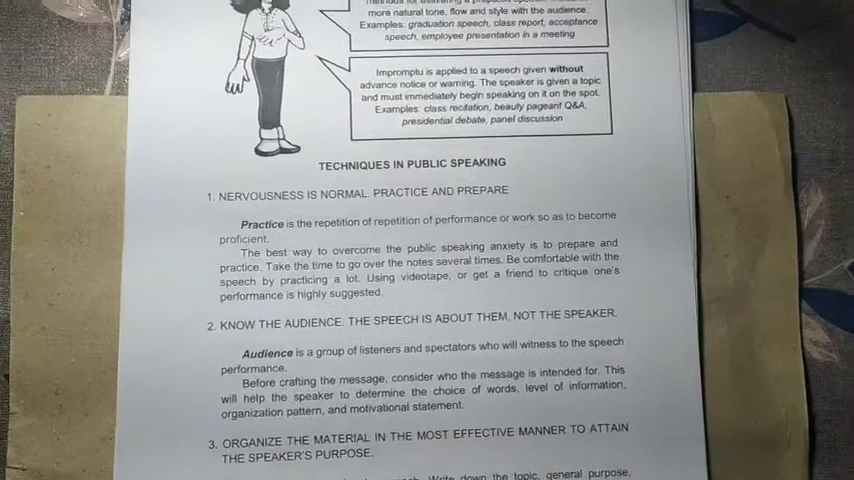 more natural tone, flow and style with the audience.
Examples: graduation speech, class report, acceptance
speech, employee presentation in a meeting
Impromptu is applied to a speech given without
advance notice or warning. The speaker is given a topic
and must immediately begin speaking on it on the spot.
Examples: class recitation, beauty pageant Q&A,
presidential debate, panel discussion
TECHNIQUES IN PUBLIC SPEAKING
1. NERVOUSNESS IS NORMAL. PRACTICE AND PREPARE
Practice is the repetition of repetition of performance or work so as to become
proficient.
The best way to overcome the public speaking anxiety is to prepare and
practice. Take the time to go over the notes several times. Be comfortable with the
speech by practicing a lot. Using videotape, or get a friend to critique one's
performance is highly suggested.
2. KNOW THE AUDIENCE. THE SPEECH IS ABOUT THEM, NOT THE SPEAKER.
Audience is a group of listeners and spectators who will witness to the speech
performance.
Before crafting the message, consider who the message is intended for. This
will help the speaker to determine the choice of words, level of information,
organization pattern, and motivational statement.
3. ORGANIZE THE MATERIAL IN THE MOST EFFECTIVE MANNER TO ATTAIN
THE SPEAKER'S PURPOSE.
Write down the topic, general purpose,